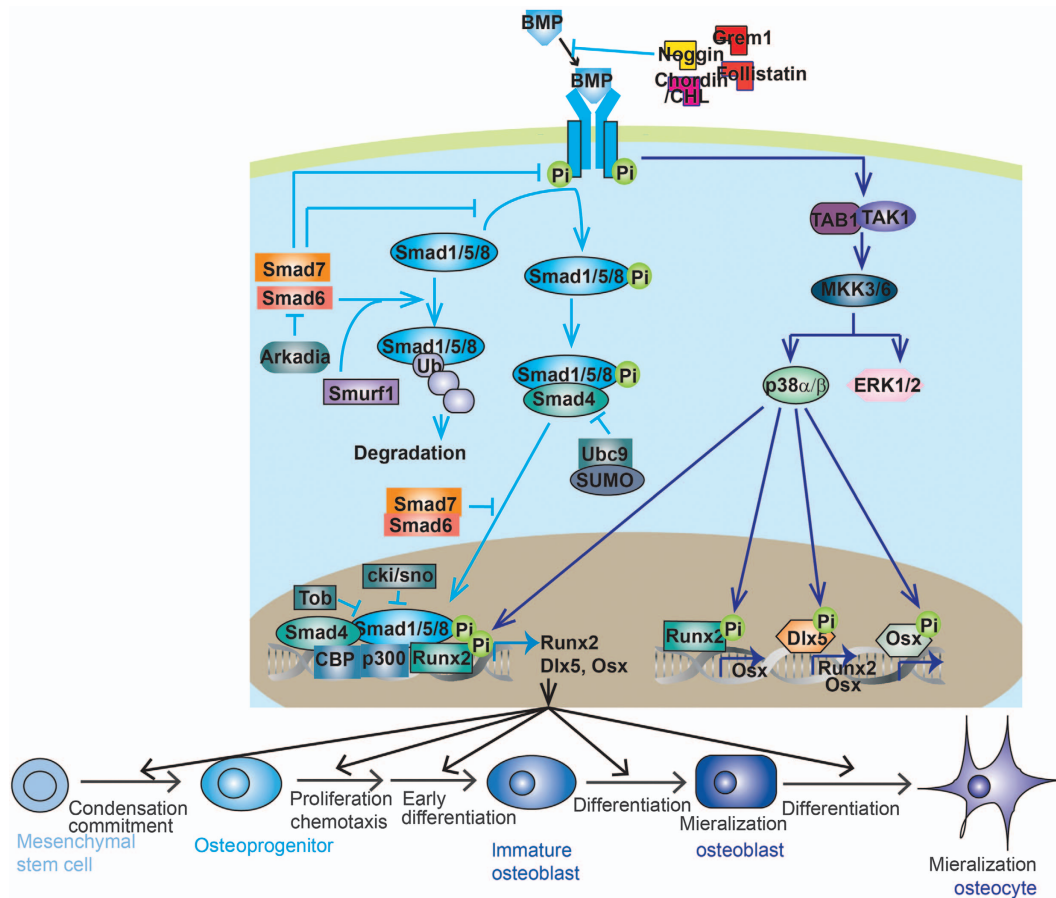 BMP
Grem1
Noggin
Follistatin
BMP
Chordin
/CHL
Pi
Pi
TAB1
TAK1
Smad1/5/8
Smad7
Smad1/5/8
Pi
Smad6
MKK3/6
Smad1/5/8
Arkadia
Ub
Smad1/5/8
Pi
p38α/β
ERK1/2
Smurf1
Smad4
Degradation
Ubc9
SUMO
Smad7
Smad6
cki/sno
Tob
Smad4
Smad1/5/8
Pi
Pi
CBP
p300
Runx2
Runx2
Dlx5, Osx
Runx2
Pi
Osx
Dlx5
Pi
Runx2
Osx
Osx
Pi
Condensation
commitment
Proliferation
chemotaxis
Early
differentiation
Differentiation
Mieralization
Differentiation
Mesenchymal
stem cell
Osteoprogenitor
Immature
osteoblast
osteoblast
Mieralization
osteocyte